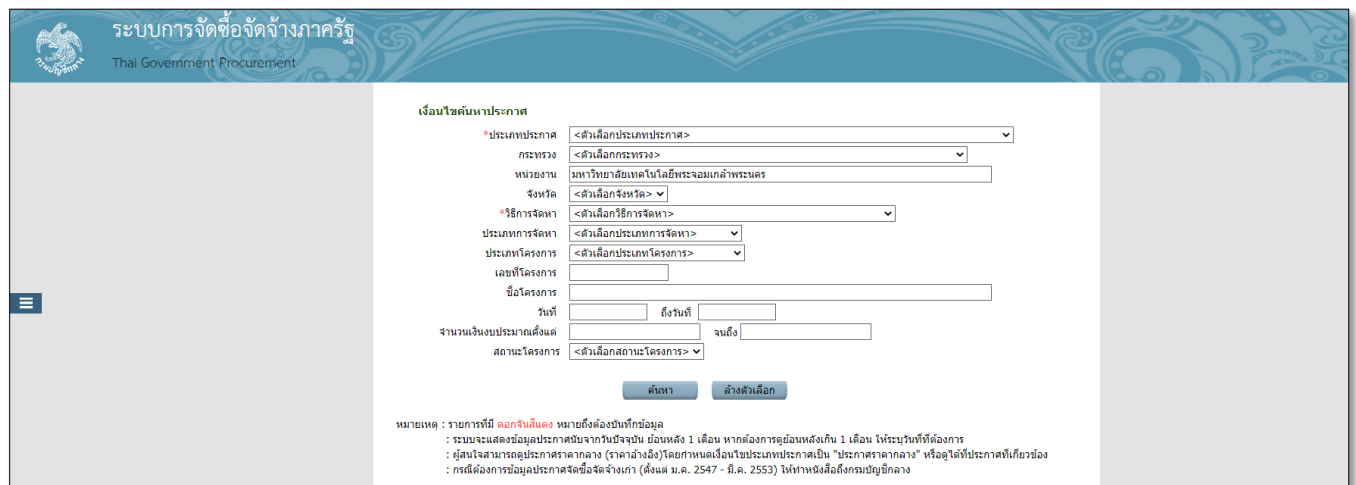 ระบบการจัดซื้อจัดจ้างภาครัฐ
Thai Government Procurement
กรมบัญชีกลาง
เงื่อนไขค้นหาประกาศ
*ประเภทประกาศ <ตัวเลือกประเภทประกาศ>
กระทรวง <ตัวเลือกกระทรวง>
หน่วยงาน มหาวิทยาลัยเทคโนโลยีพระจอมเกล้าพระนคร
จังหวัด <ตัวเลือกจังหวัด>
*วิธีการจัดหา <ตัวเลือกวิธีการจัดหา>
ประเภทการจัดหา <ตัวเลือกประเภทการจัดหา>
ประเภทโครงการ <ตัวเลือกประเภทโครงการ>
เลขที่โครงการ
ชื่อโครงการ
วันที่ ถึงวันที่
จำนวนเงินงบประมาณตั้งแต่ จนถึง
สถานะโครงการ <ตัวเลือกสถานะโครงการ>
ค้นหา ล้างตัวเลือก
หมายเหตุ : รายการที่มี ดอกจันสีแดง หมายถึงต้องบันทึกข้อมูล
: ระบบจะแสดงข้อมูลประกาศนับจากวันปัจจุบัน ย้อนหลัง 1 เดือน หากต้องการดูย้อนหลังเกิน 1 เดือน ให้ระบุวันที่ที่ต้องการ
: ผู้สนใจสามารถดูประกาศราคากลาง (ราคาอ้างอิง)โดยกำหนดเงื่อนไขประเภทประกาศเป็น "ประกาศราคากลาง" หรือดูได้ที่ประกาศที่เกี่ยวข้อง
: กรณีต้องการข้อมูลประกาศจัดซื้อจัดจ้างเก่า (ตั้งแต่ ม.ค. 2547 - มี.ค. 2553) ให้ทำหนังสือถึงกรมบัญชีกลาง